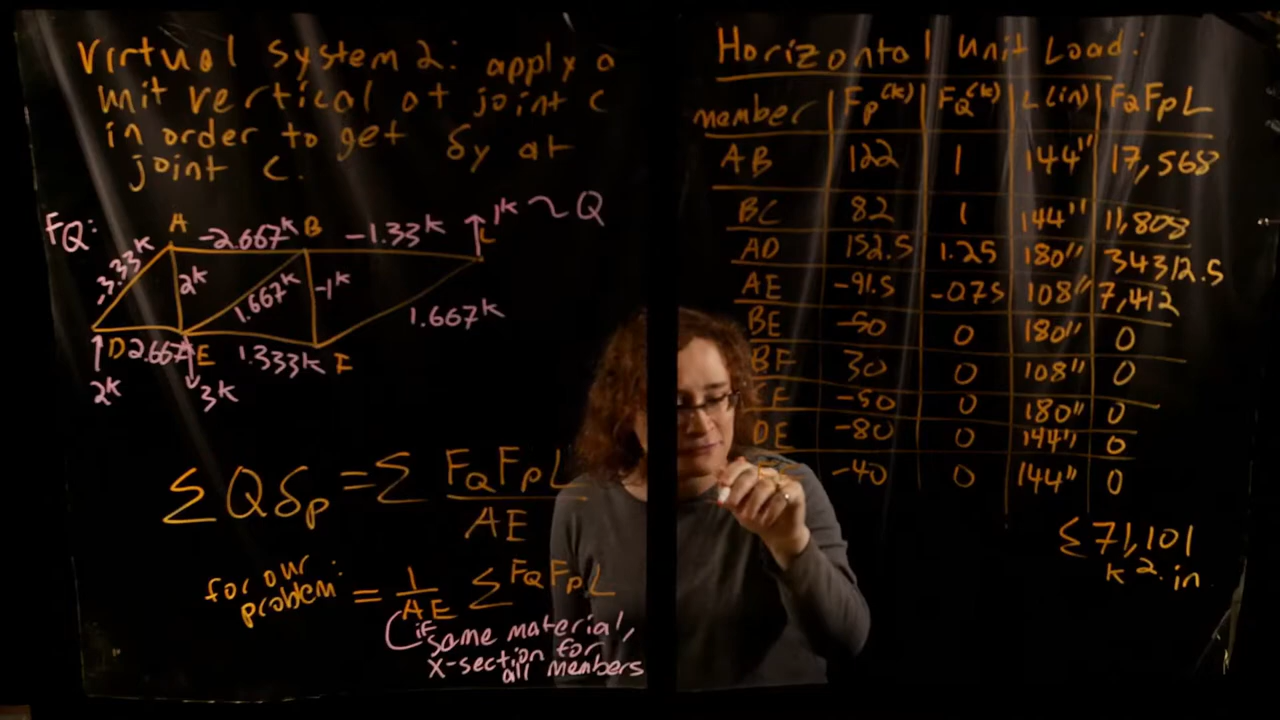 Virtual System 2: apply a
unit vertical at joint C
in order to get δy at
joint C.
FQ:
A
-2.667k
B
-1.33k
1k ~ Q
C
-3.33k
2k
1.667k
-1k
1.667k
D
2.667k
E
1.333k
F
2k
3k
ΣQδp = Σ FQFPL
AE
for our
problem:
= 1 ΣFQFPL
AE
if
same material,
x-section for
all members
Horizontal Unit Load:
member FP(k) FQ(k) L(in) FQFPL
AB 122 1 144" 17,568
BC 82 1 144" 11,808
AD 152.5 1.25 180" 34312.5
AE -91.5 -0.75 108" 7,412
BE -50 0 180" 0
BF 30 0 108" 0
CF -50 0 180" 0
DE -80 0 144" 0
-40 0 144" 0
Σ 71,101
k². in